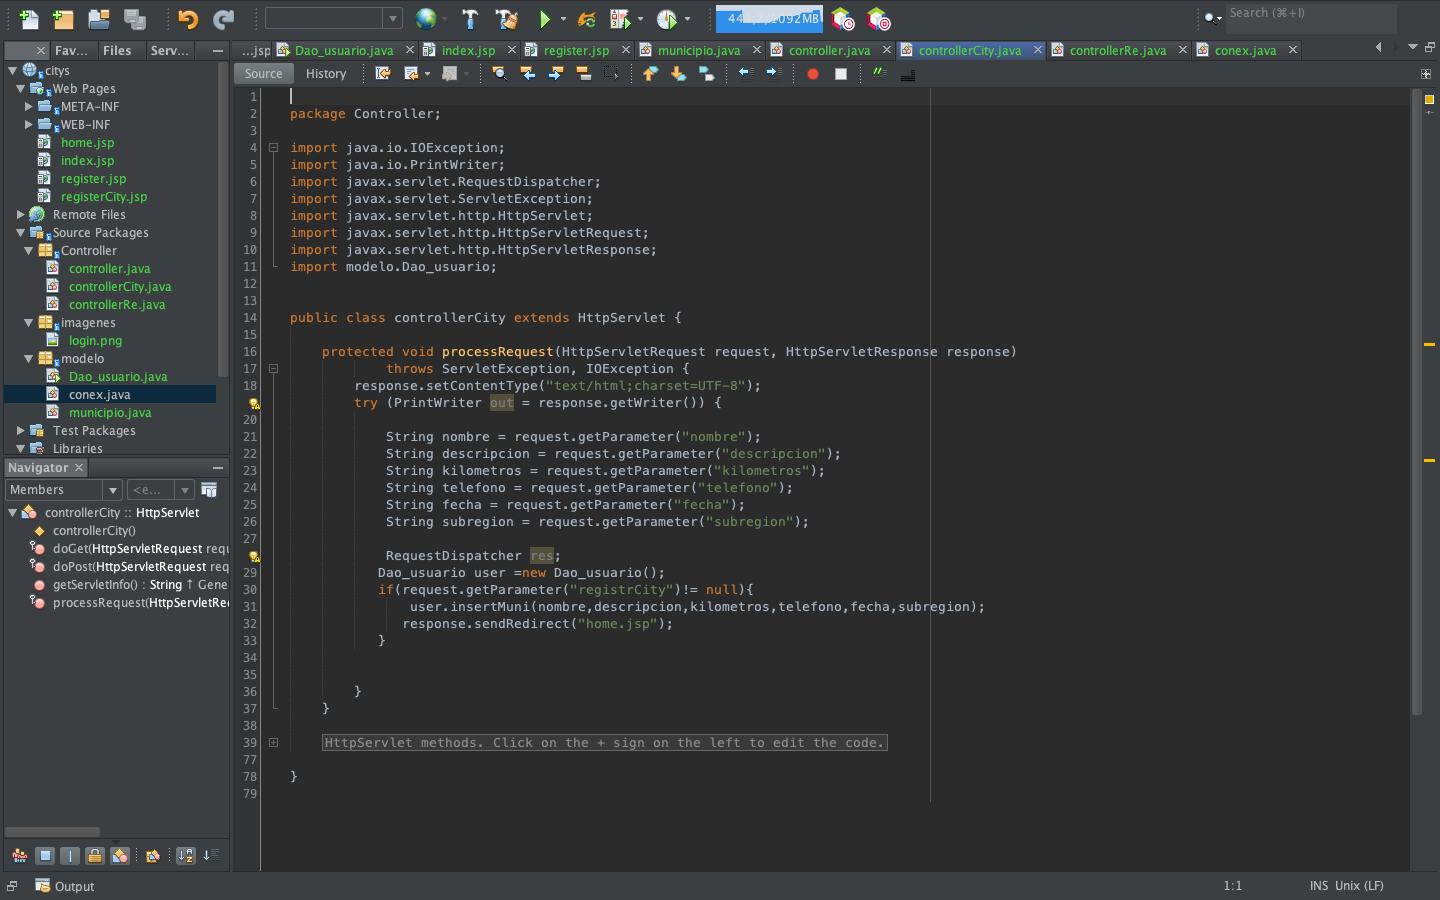 Search (⌘+I)
Fav...
Files
Serv...
...jsp
Dao_usuario.java
index.jsp
register.jsp
municipio.java
controller.java
controllerCity.java
controllerRe.java
conex.java
Source
History
citys
Web Pages
META-INF
WEB-INF
home.jsp
index.jsp
register.jsp
registerCity.jsp
Remote Files
Source Packages
Controller
controller.java
controllerCity.java
controllerRe.java
imagenes
login.png
modelo
Dao_usuario.java
conex.java
municipio.java
Test Packages
Libraries
Navigator
Members
<e...
controllerCity :: HttpServlet
controllerCity()
doGet(HttpServletRequest requ
doPost(HttpServletRequest req
getServletInfo() : String ↑ Gene
processRequest(HttpServletRe
1
2 package Controller;
3
4 import java.io.IOException;
5 import java.io.PrintWriter;
6 import javax.servlet.RequestDispatcher;
7 import javax.servlet.ServletException;
8 import javax.servlet.http.HttpServlet;
9 import javax.servlet.http.HttpServletRequest;
10 import javax.servlet.http.HttpServletResponse;
11 import modelo.Dao_usuario;
12
13
14 public class controllerCity extends HttpServlet {
15
16 protected void processRequest(HttpServletRequest request, HttpServletResponse response)
17 throws ServletException, IOException {
18 response.setContentType("text/html;charset=UTF-8");
try (PrintWriter out = response.getWriter()) {
20
21 String nombre = request.getParameter("nombre");
22 String descripcion = request.getParameter("descripcion");
23 String kilometros = request.getParameter("kilometros");
24 String telefono = request.getParameter("telefono");
25 String fecha = request.getParameter("fecha");
26 String subregion = request.getParameter("subregion");
27
RequestDispatcher res;
29 Dao_usuario user =new Dao_usuario();
30 if(request.getParameter("registrCity")!= null){
31 user.insertMuni(nombre,descripcion,kilometros,telefono,fecha,subregion);
32 response.sendRedirect("home.jsp");
33 }
34
35
36 }
37 }
38
39 HttpServlet methods. Click on the + sign on the left to edit the code.
77
78 }
79
Output
1:1
INS Unix (LF)